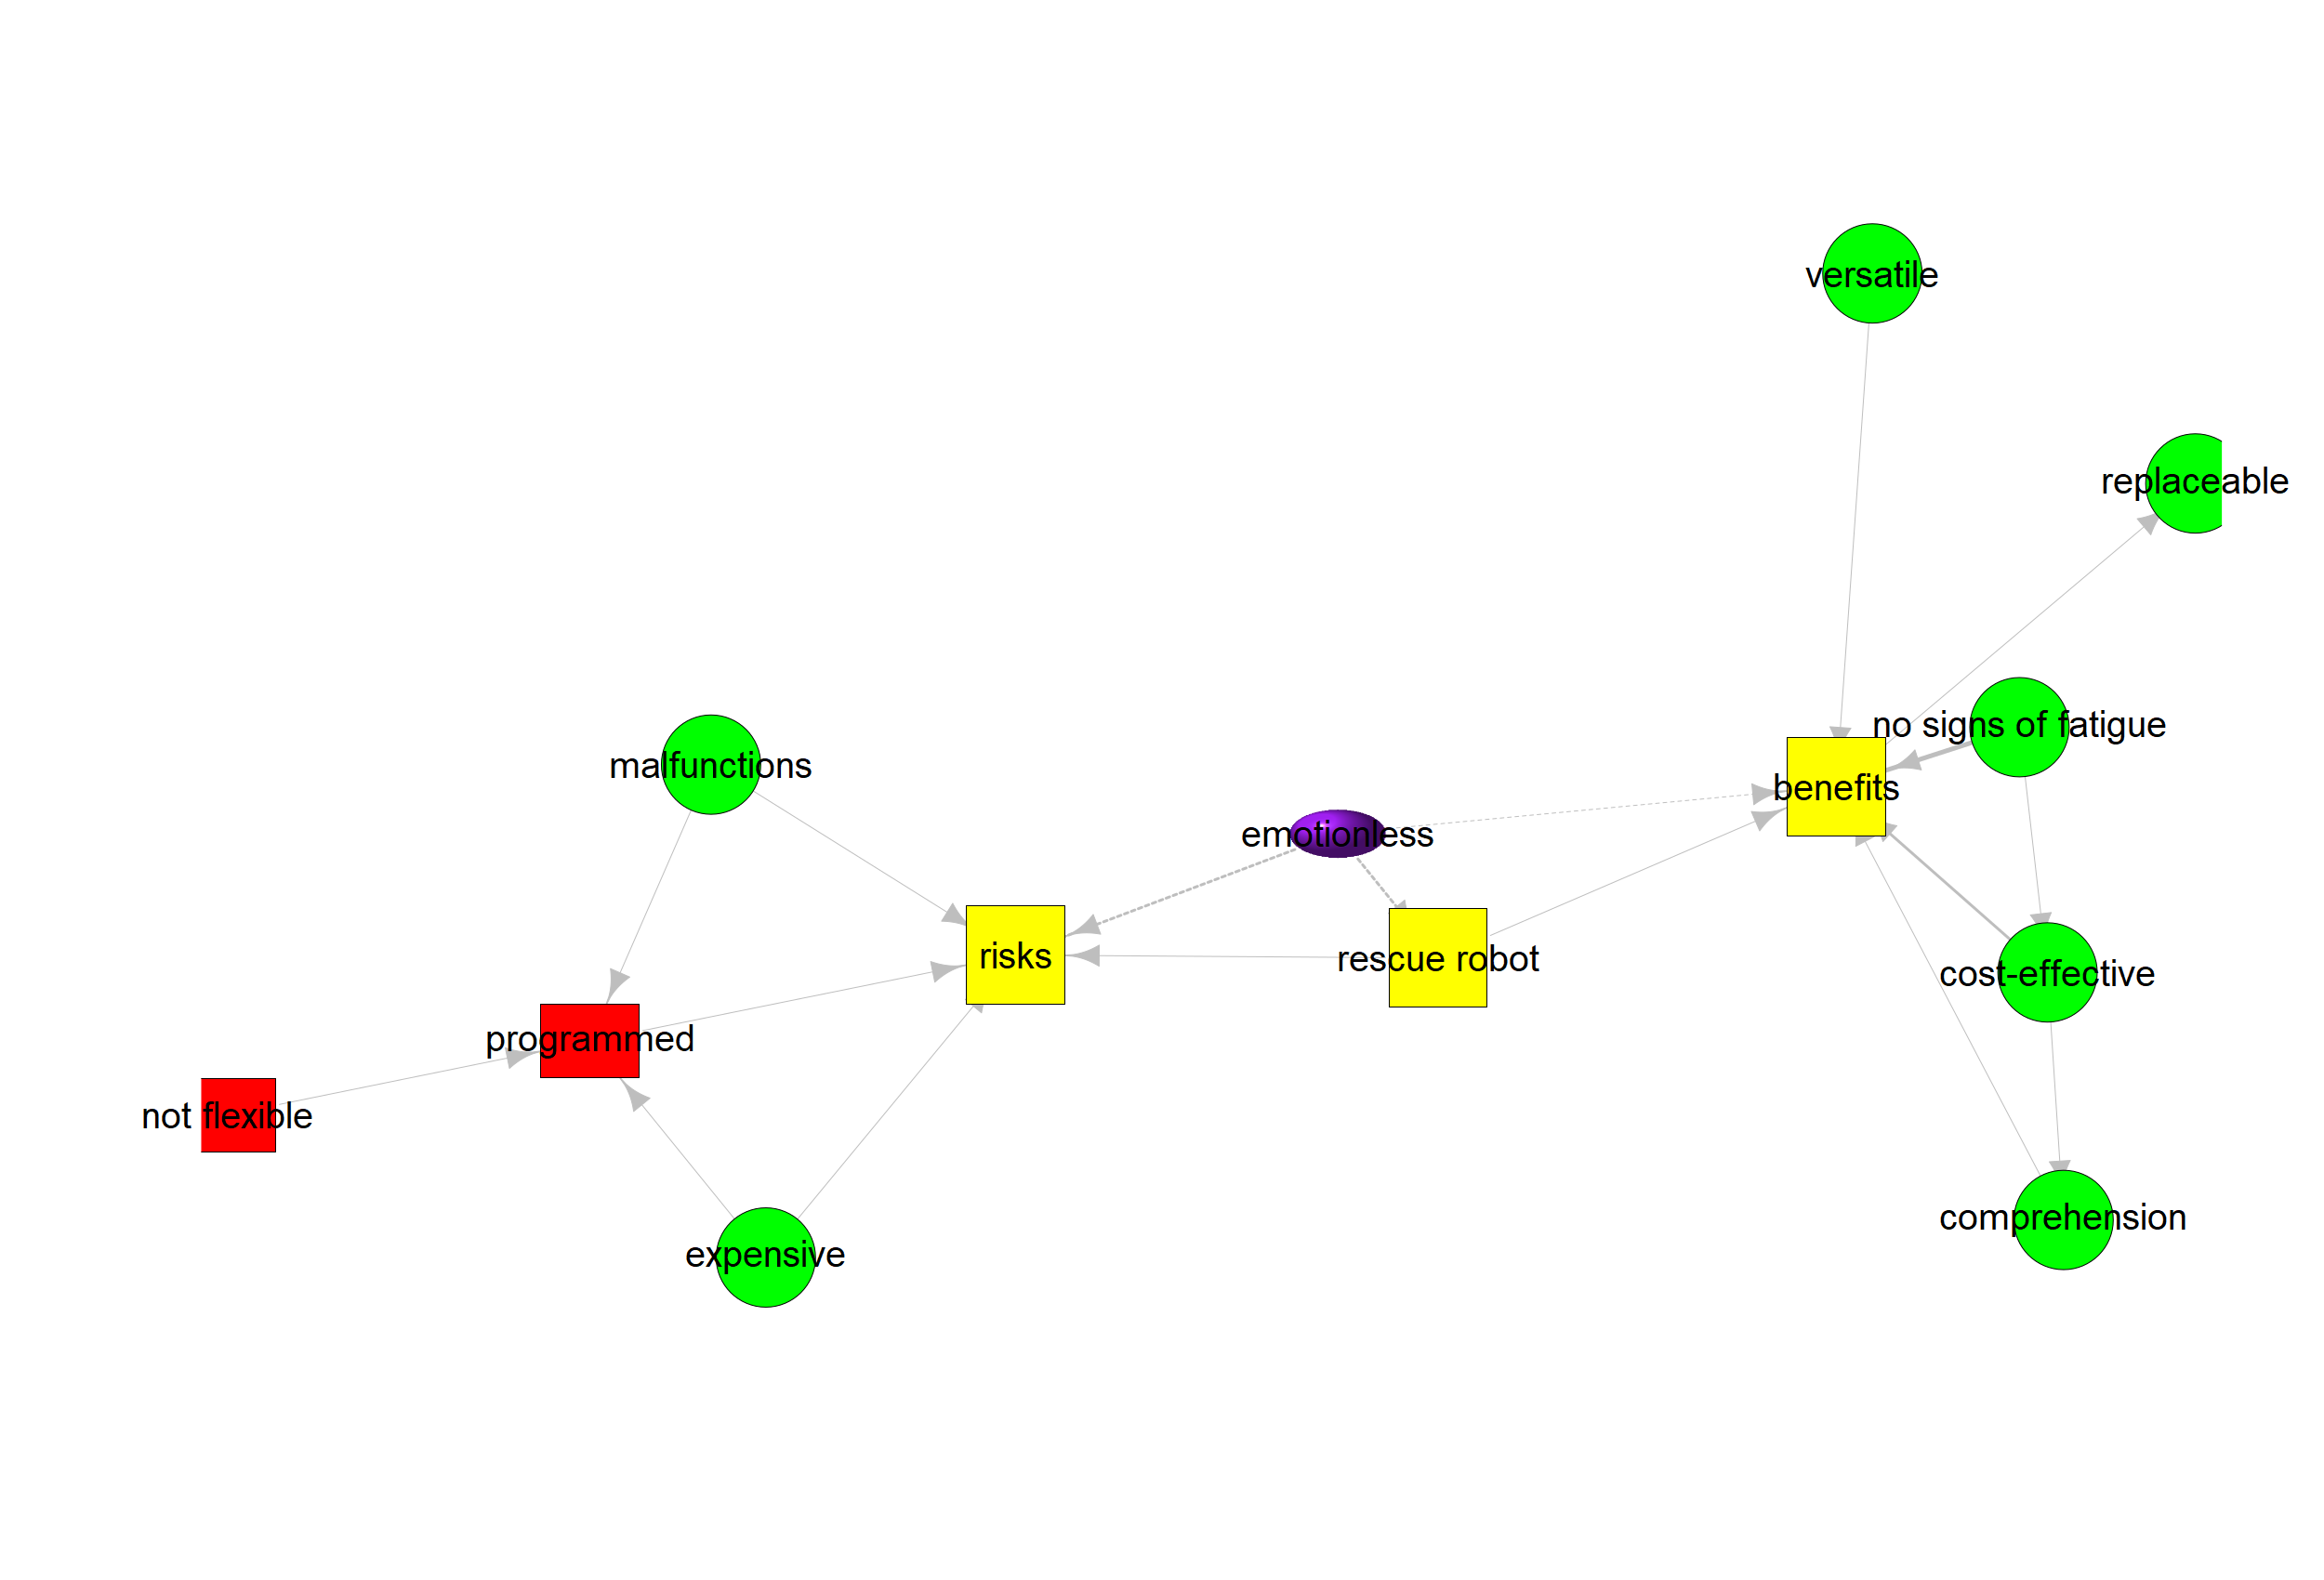 versatile
replaceable
no signs of fatigue
malfunctions
benefits
emotionless
risks
rescue robot
cost-effective
programmed
not flexible
comprehension
expensive